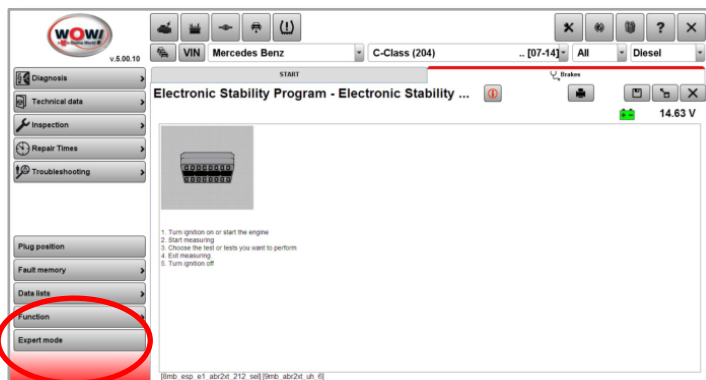 WOW!
v.5.00.10
VIN Mercedes Benz C-Class (204) .. [07-14] All Diesel
?
START Brakes
Electronic Stability Program - Electronic Stability ...
14.63 V
Diagnosis
Technical data
Inspection
Repair Times
Troubleshooting
Plug position
Fault memory
Data lists
Function
Expert mode
1. Turn ignition on or start the engine
2. Start measuring
3. Choose the test or tests you want to perform
4. Exit measuring
5. Turn ignition off
[8mb_esp_e1_abr2xt_212_sel] [9mb_abr2xt_uh_6]